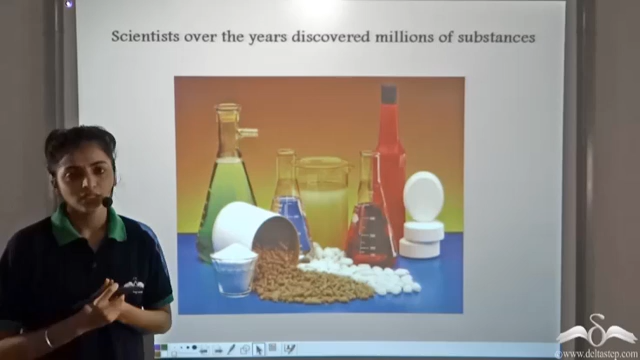 Scientists over the years discovered millions of substances
©www.deltastep.com